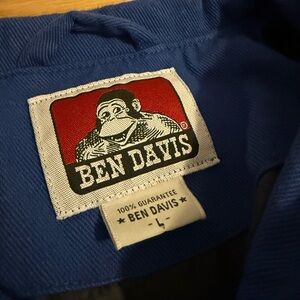 BEN DAVIS
®
100% GUARANTEE
★ BEN DAVIS ★
- L -